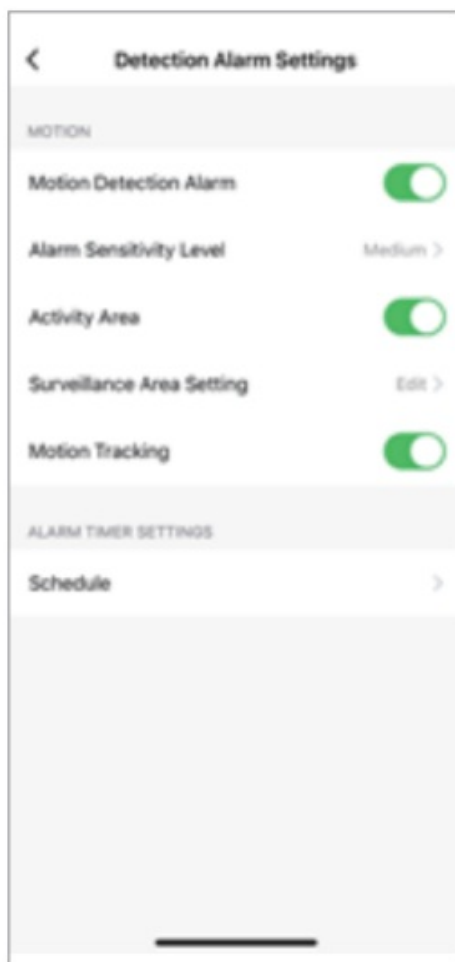 Detection Alarm Settings
MOTION
Motion Detection Alarm
Alarm Sensitivity Level Medium
Activity Area
Surveillance Area Setting Edit
Motion Tracking
ALARM TIMER SETTINGS
Schedule